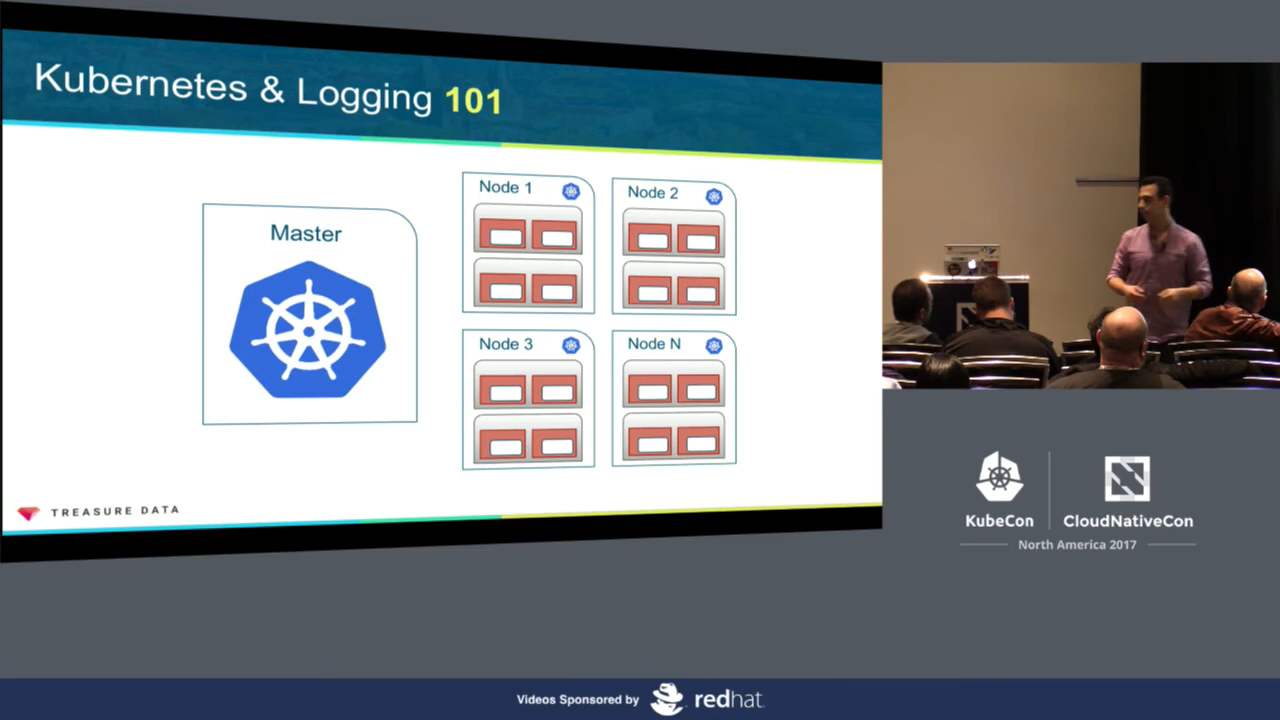 Kubernetes & Logging 101
Master
Node 1
Node 2
Node 3
Node N
TREASURE DATA
KubeCon
CloudNativeCon
North America 2017
Videos Sponsored by
redhat